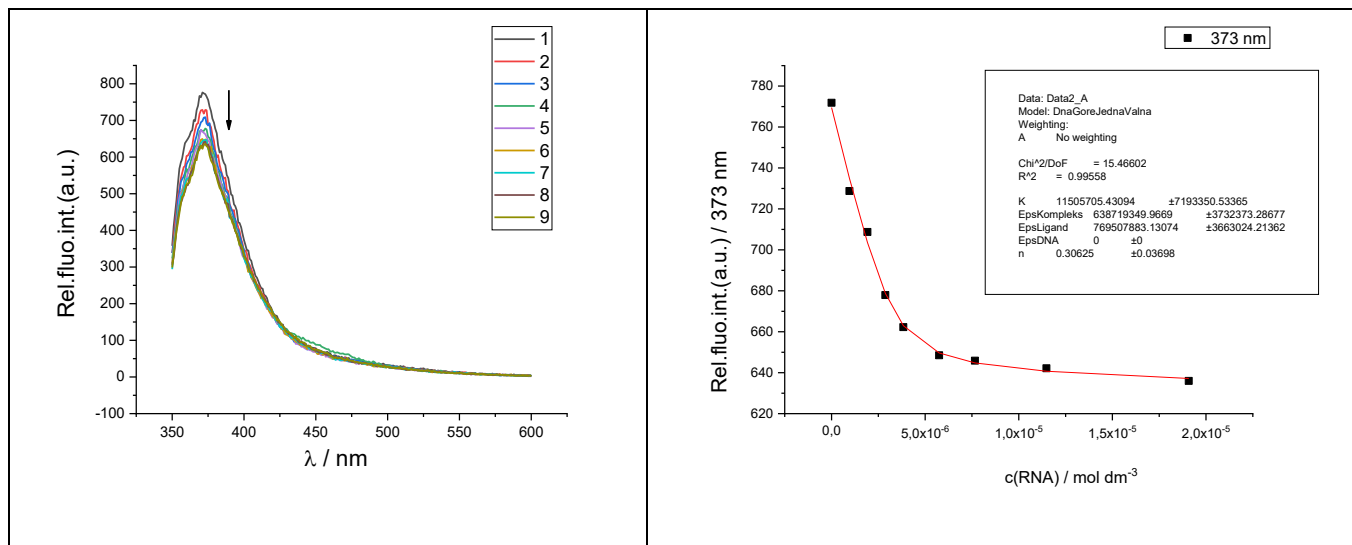 1
2
3
4
5
6
7
8
9
800
700
600
500
400
300
200
100
0
-100
350 400 450 500 550 600
Rel.fluo.int.(a.u.)
λ / nm
373 nm
780
760
740
720
700
680
660
640
620
0,0 5,0x10⁻⁶ 1,0x10⁻⁵ 1,5x10⁻⁵ 2,0x10⁻⁵
Rel.fluo.int.(a.u.) / 373 nm
c(RNA) / mol dm⁻³
Data: Data2_A
Model: DnaGoreJednaValna
Weighting:
A No weighting
Chi^2/DoF = 15.46602
R^2 = 0.99558
K 11505705.43094 ±7193350.53365
EpsKompleks 638719349.9669 ±3732373.28677
EpsLigand 769507883.13074 ±3663024.21362
EpsDNA 0 ±0
n 0.30625 ±0.03698